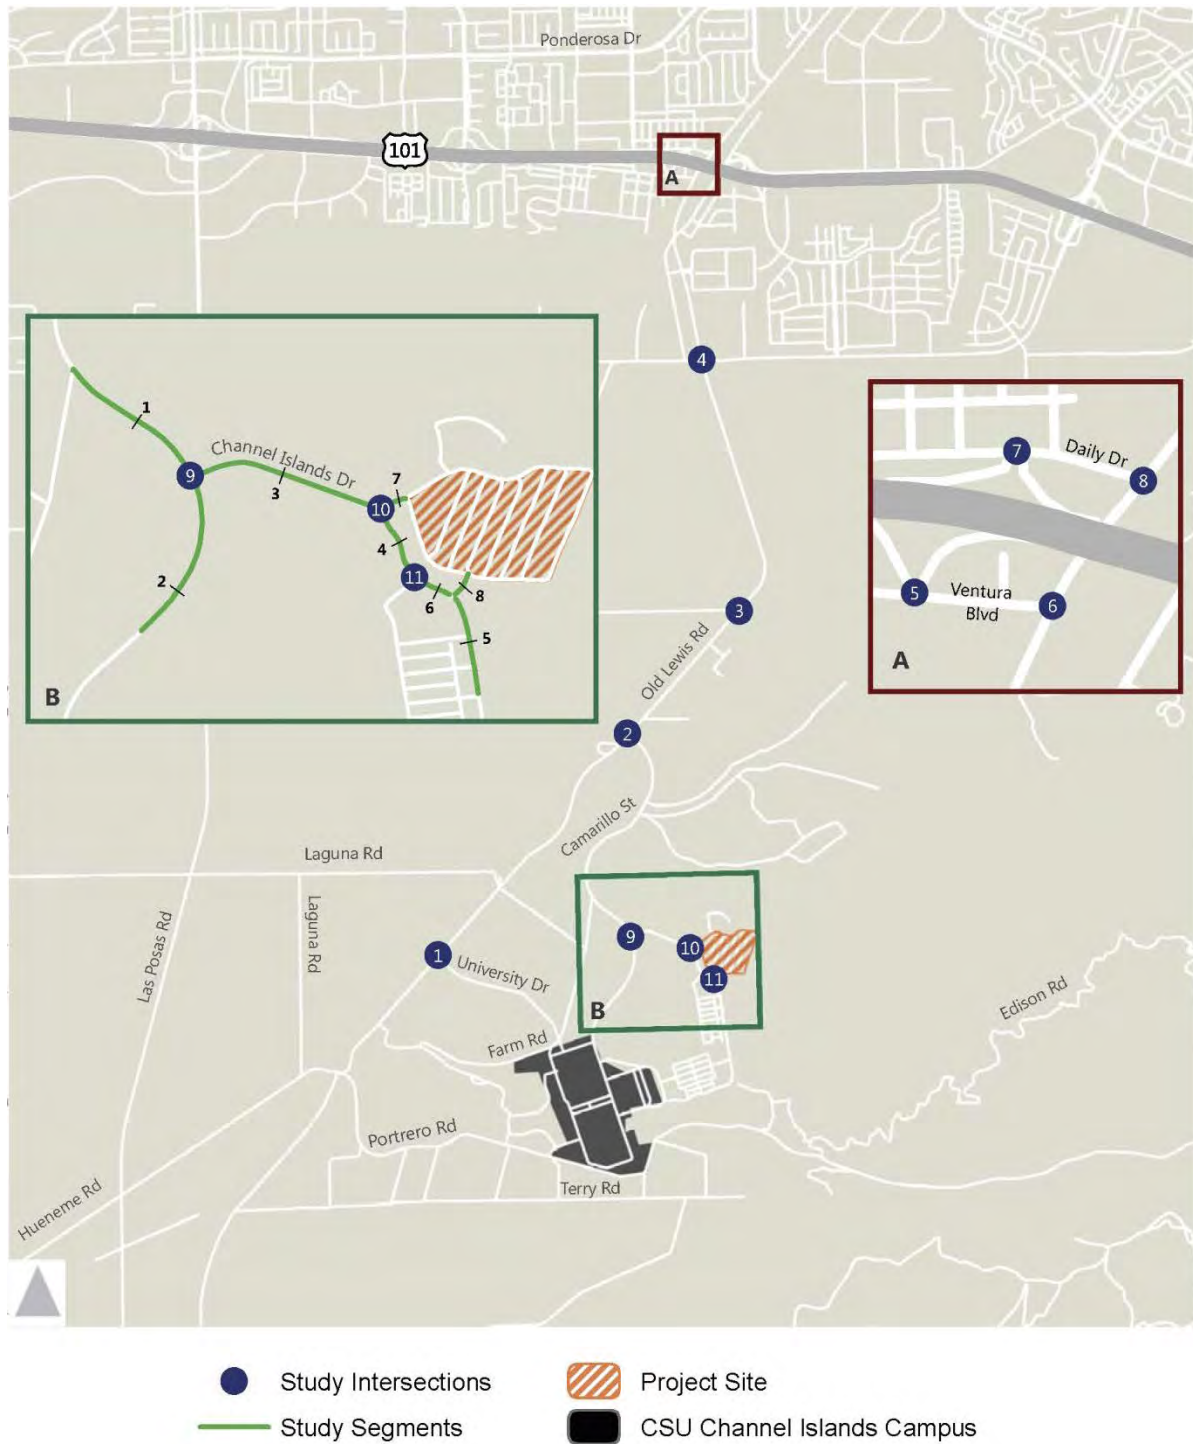 Ponderosa Dr
101
A
4
1
Channel Islands Dr
9
3
7
10
4
11
2
6
8
5
B
7
Daily Dr
8
5
Ventura
Blvd
6
A
3
Old Lewis Rd
2
Camarillo St
Laguna Rd
Laguna Rd
Las Posas Rd
9
10
11
1
University Dr
B
Edison Rd
Farm Rd
Portrero Rd
Terry Rd
Hueneme Rd
Study Intersections
Project Site
Study Segments
CSU Channel Islands Campus